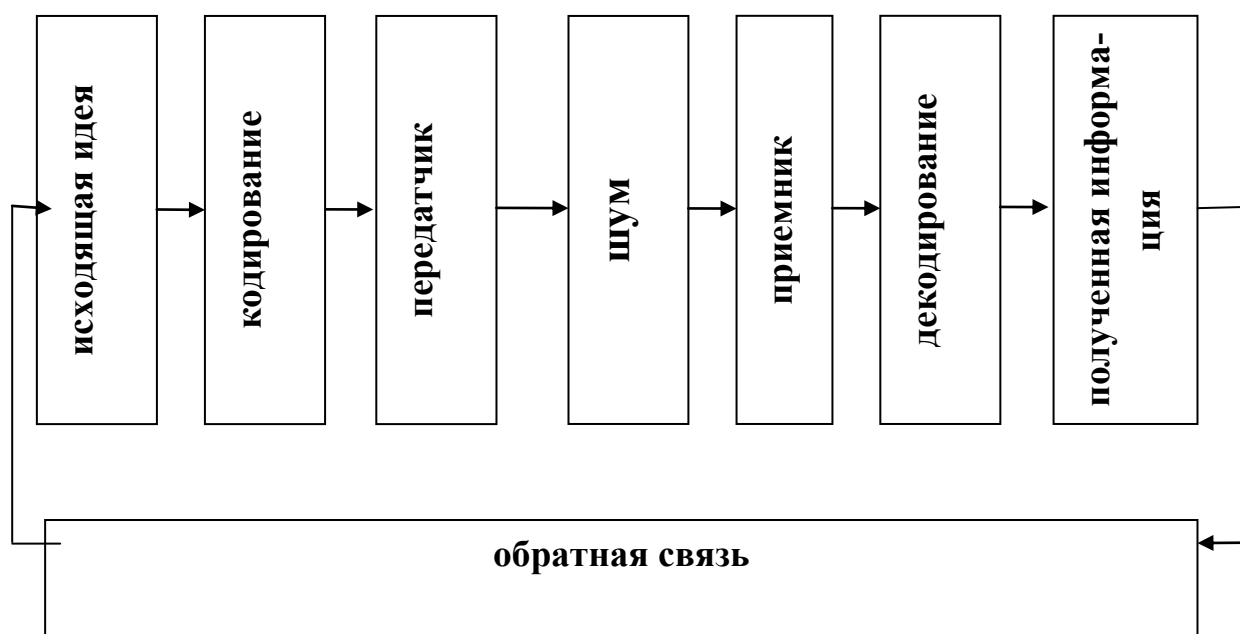 исходящая идея
кодирование
передатчик
шум
приемник
декодирование
полученная информа-
ция
обратная связь